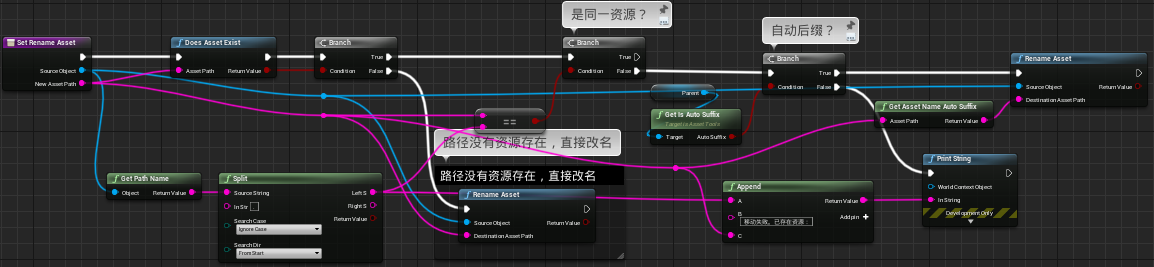 是同一资源？
自动后缀？
Set Rename Asset
Source Object
New Asset Path
Does Asset Exist
Asset Path
Return Value
Branch
Condition
True
False
Branch
Condition
True
False
Branch
Condition
True
False
Rename Asset
Source Object
Destination Asset Path
Return Value
Parent
Get Is Auto Suffix
Target is Asset Tools
Target
Auto Suffix
Get Asset Name Auto Suffix
Asset Path
Return Value
==
路径没有资源存在，直接改名
路径没有资源存在，直接改名
Rename Asset
Source Object
Destination Asset Path
Return Value
Get Path Name
Object
Return Value
Split
Source String
In Str
.
Search Case
Ignore Case
Search Dir
From Start
Left S
Right S
Return Value
Append
A
B
移动失败，已存在资源：
C
Return Value
Add pin
Print String
World Context Object
In String
Development Only